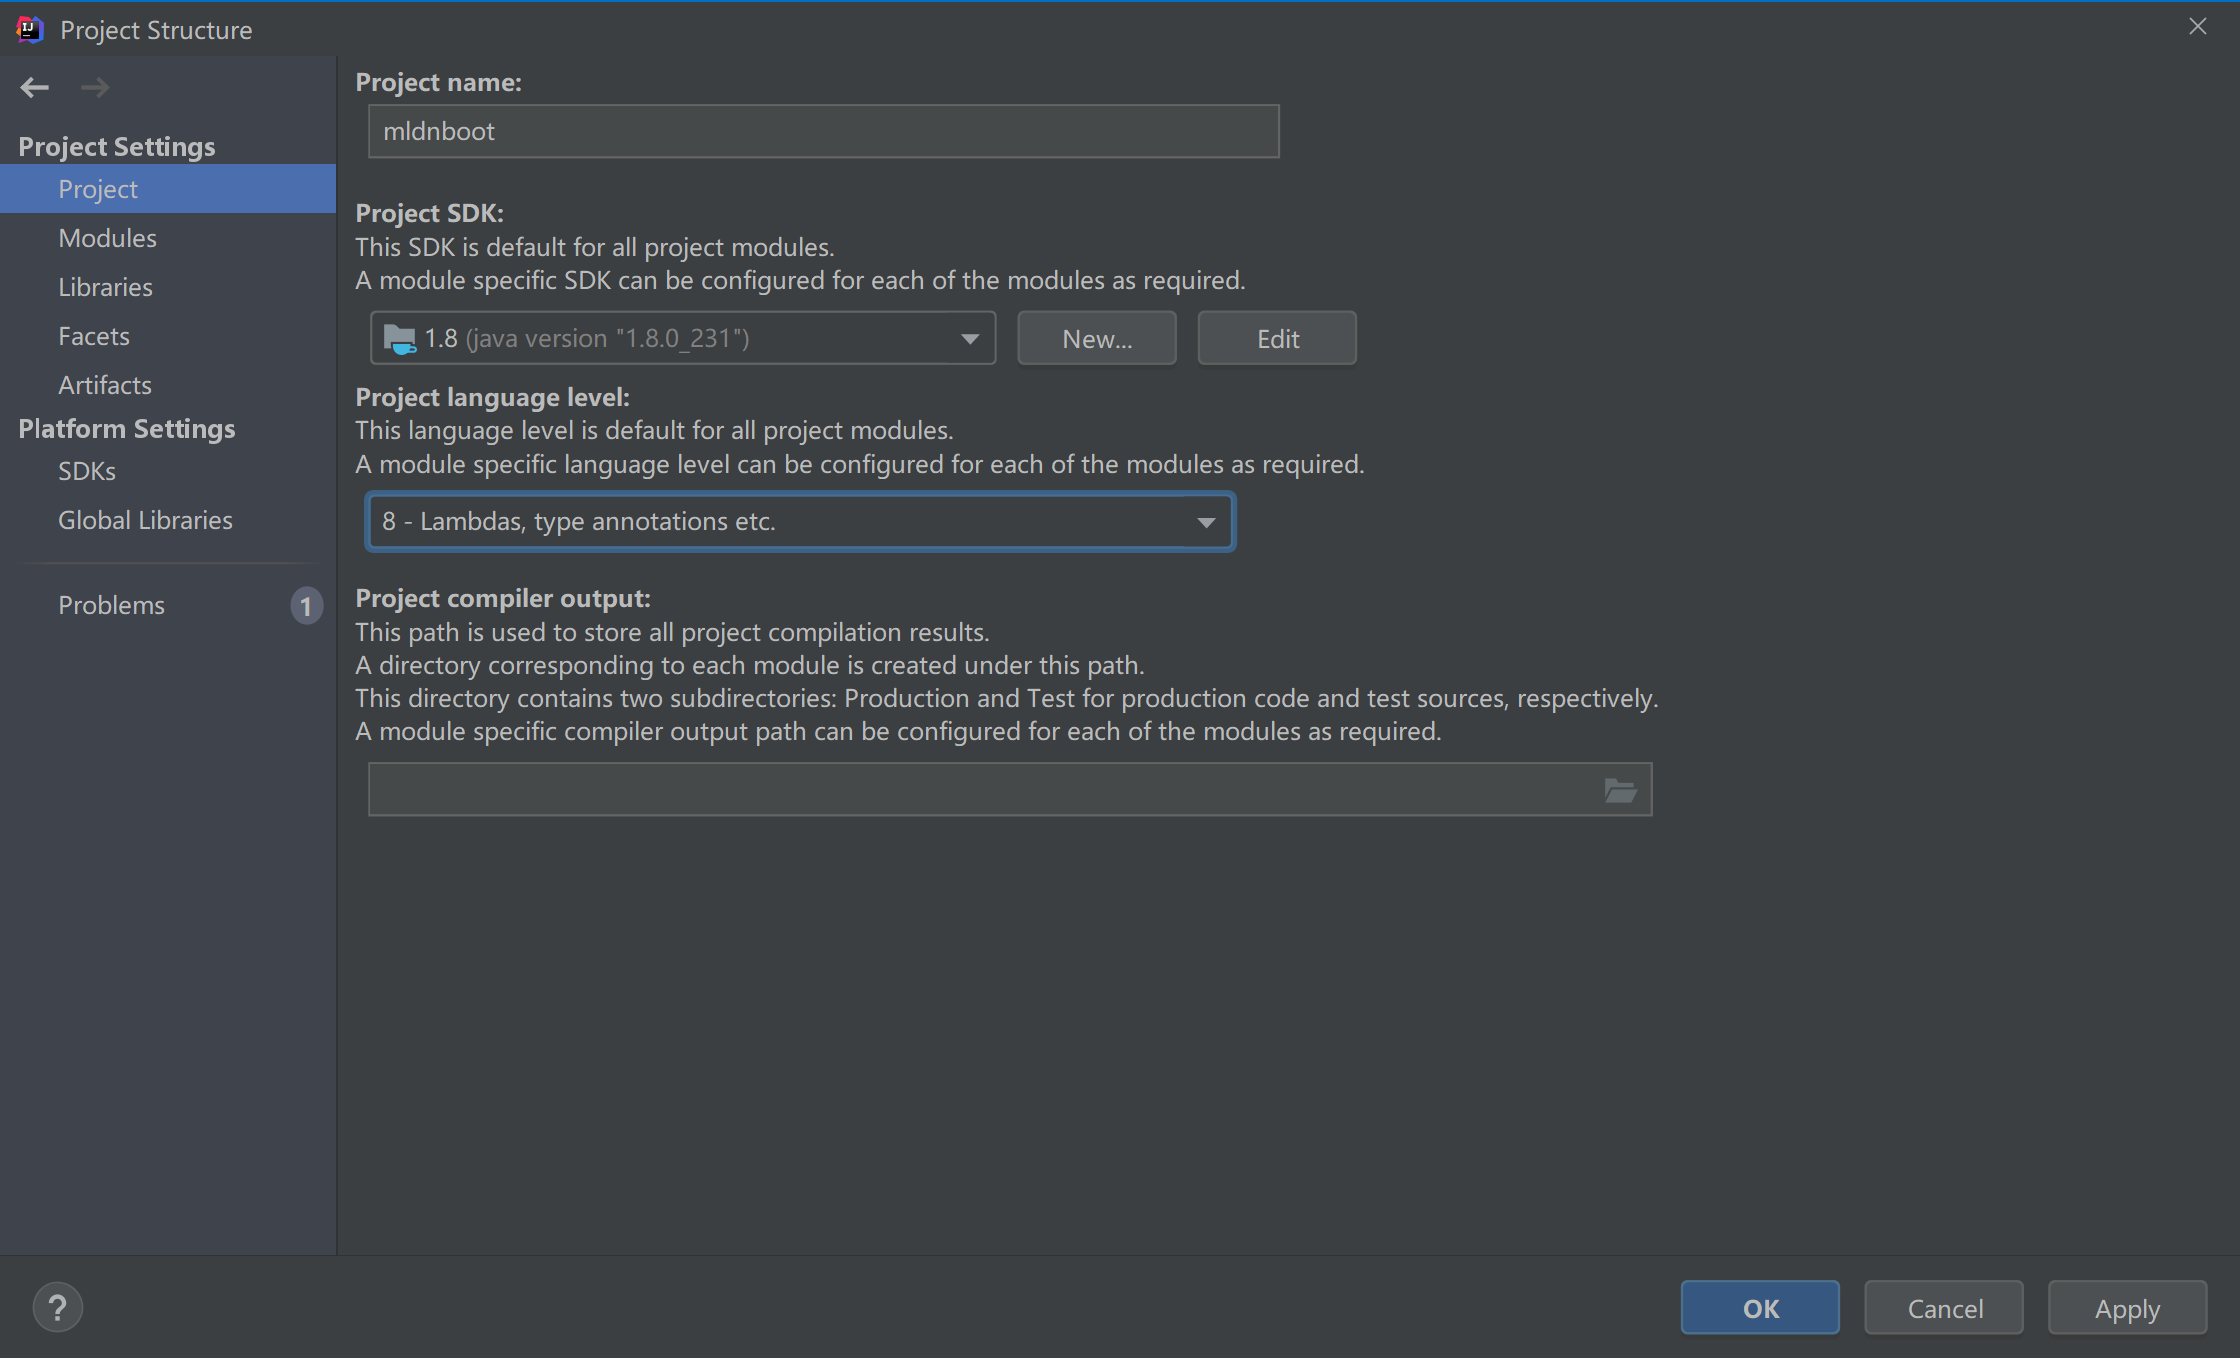 Project Structure
Project Settings
Project
Modules
Libraries
Facets
Artifacts
Platform Settings
SDKs
Global Libraries
Problems
1
Project name:
mldnboot
Project SDK:
This SDK is default for all project modules.
A module specific SDK can be configured for each of the modules as required.
1.8 (java version "1.8.0_231")
New...
Edit
Project language level:
This language level is default for all project modules.
A module specific language level can be configured for each of the modules as required.
8 - Lambdas, type annotations etc.
Project compiler output:
This path is used to store all project compilation results.
A directory corresponding to each module is created under this path.
This directory contains two subdirectories: Production and Test for production code and test sources, respectively.
A module specific compiler output path can be configured for each of the modules as required.
?
OK
Cancel
Apply